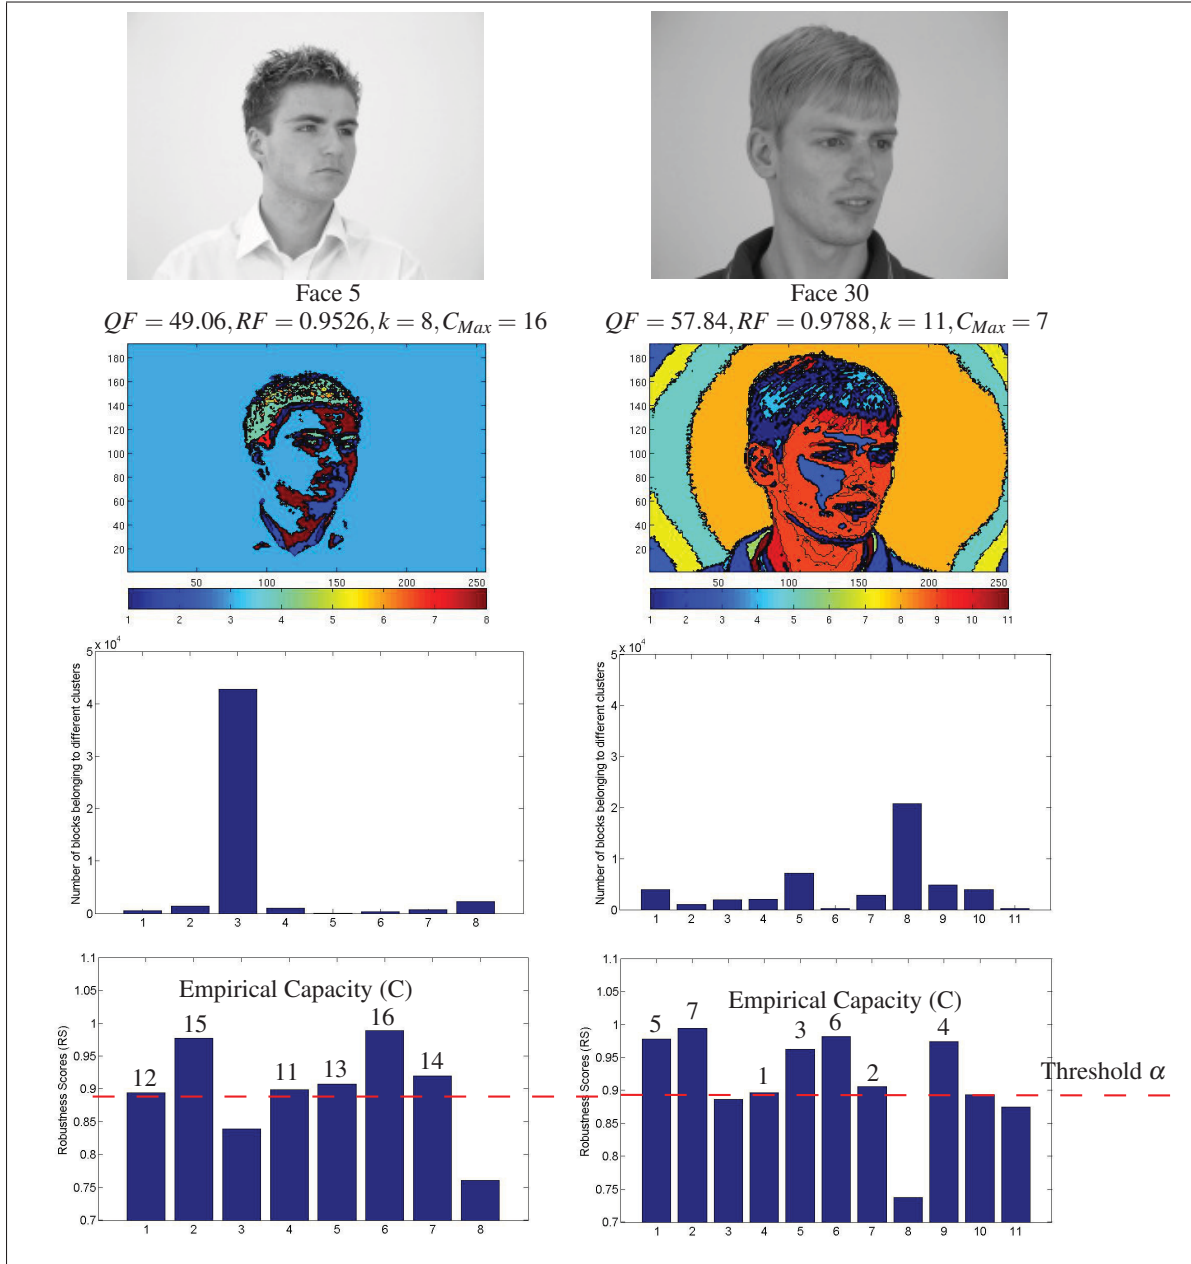 Face 5
QF = 49.06, RF = 0.9526, k = 8, C_Max = 16
Face 30
QF = 57.84, RF = 0.9788, k = 11, C_Max = 7
180
160
140
120
100
80
60
40
20
50 100 150 200 250
1 2 3 4 5 6 7 8
180
160
140
120
100
80
60
40
20
50 100 150 200 250
1 2 3 4 5 6 7 8 9 10 11
x 10^4
Number of blocks belonging to different clusters
5
4
3
2
1
0
1 2 3 4 5 6 7 8
x 10^4
Number of blocks belonging to different clusters
5
4
3
2
1
0
1 2 3 4 5 6 7 8 9 10 11
Empirical Capacity (C)
Robustness Scores (RS)
1.1
1.05
1
0.95
0.9
0.85
0.8
0.75
0.7
12 15 11 13 16 14
1 2 3 4 5 6 7 8
Empirical Capacity (C)
Robustness Scores (RS)
1.1
1.05
1
0.95
0.9
0.85
0.8
0.75
0.7
5 7 1 3 6 2 4
1 2 3 4 5 6 7 8 9 10 11
Threshold α